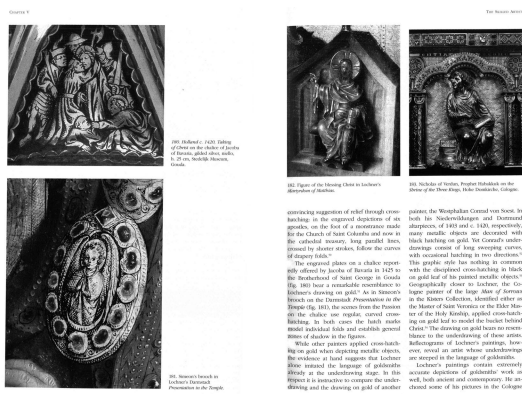 CHAPTER V
180. Holland c. 1420, Taking
of Christ on the chalice of Jacoba
of Bavaria, gilded silver, niello,
h. 25 cm, Stedelijk Museum,
Gouda.
181. Simeon's brooch in
Lochner's Darmstadt
Presentation in the Temple.
THE SECOND ARTIST
182. Figure of the blessing Christ in Lochner's
Martyrdom of Matthias.
183. Nicholas of Verdun, Prophet Habakkuk on the
Shrine of the Three Kings, Hohe Domkirche, Cologne.
convincing suggestion of relief through cross-
hatching: in the engraved depictions of six
apostles, on the foot of a monstrance made
for the Church of Saint Columba and now in
the cathedral treasury, long parallel lines,
crossed by shorter strokes, follow the curves
of drapery folds.
The engraved plates on a chalice report-
edly offered by Jacoba of Bavaria in 1425 to
the Brotherhood of Saint George in Gouda
(fig. 180) bear a remarkable resemblance to
Lochner's drawing on gold. As in Simeon's
brooch on the Darmstadt Presentation in the
Temple (fig. 181), the scenes from the Passion
on the chalice use regular, curved cross-
hatching. In both cases the hatch marks
model individual folds and establish general
zones of shadow in the figures.
While other painters applied cross-hatch-
ing on gold when depicting metallic objects,
the evidence at hand suggests that Lochner
alone imitated the language of goldsmiths
already at the underdrawing stage. In this
respect it is instructive to compare the under-
drawing and the drawing on gold of another
painter, the Westphalian Conrad von Soest. In
both his Niederwildungen and Dortmund
altarpieces, of 1403 and c. 1420, respectively,
many metallic objects are decorated with
black hatching on gold. Yet Conrad's under-
drawings consist of long sweeping curves,
with occasional hatching in two directions.
This graphic style has nothing in common
with the disciplined cross-hatching in black
on gold leaf of his painted metallic objects.
Geographically closer to Lochner, the Co-
logne painter of the large Man of Sorrows
in the Kisters Collection, identified either as
the Master of Saint Veronica or the Elder Mas-
ter of the Holy Kinship, applied cross-hatch-
ing on gold leaf to model the bucket behind
Christ. The drawing on gold bears no resem-
blance to the underdrawing of these artists.
Reflectograms of Lochner's paintings, how-
ever, reveal an artist whose underdrawings
are steeped in the language of goldsmiths.
Lochner's paintings contain extremely
accurate depictions of goldsmiths' work as
well, both ancient and contemporary. He an-
chored some of his pictures in the Cologne